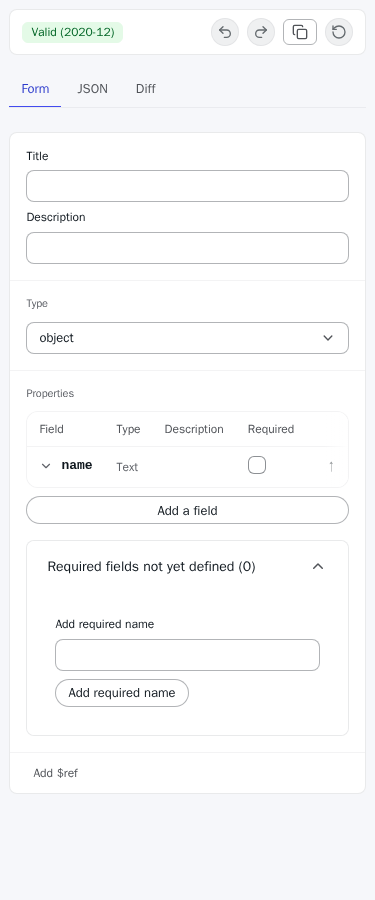 Valid (2020-12)
Form JSON Diff
Title
Description
Type
object
Properties
Field Type Description Required
name Text ↑
Add a field
Required fields not yet defined (0)
Add required name
Add required name
Add $ref